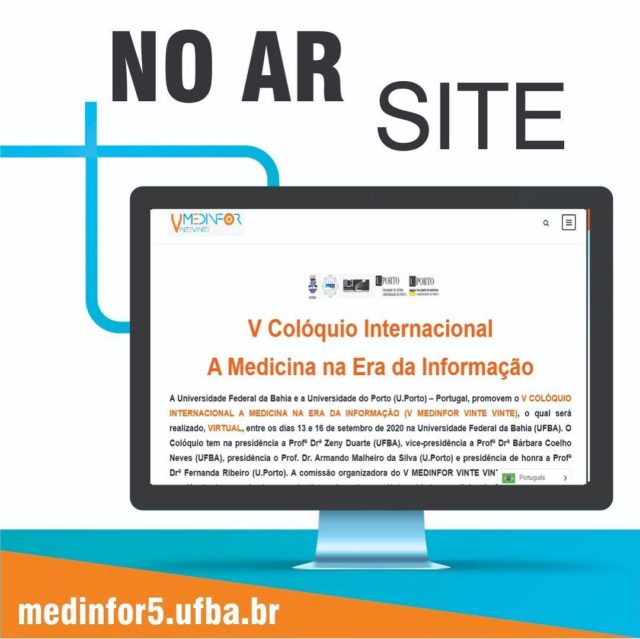 NO AR
SITE
V MEDINFOR
VINTEVINTE
UFBA
U.PORTO
U.PORTO
V Colóquio Internacional
A Medicina na Era da Informação
A Universidade Federal da Bahia e a Universidade do Porto (U.Porto) – Portugal, promovem o V COLÓQUIO
INTERNACIONAL A MEDICINA NA ERA DA INFORMAÇÃO (V MEDINFOR VINTE VINTE), o qual será
realizado, VIRTUAL, entre os dias 13 e 16 de setembro de 2020 na Universidade Federal da Bahia (UFBA). O
Colóquio tem na presidência a Profª Drª Zeny Duarte (UFBA), vice-presidência a Profª Drª Bárbara Coelho
Neves (UFBA), presidência o Prof. Dr. Armando Malheiro da Silva (U.Porto) e presidência de honra a Profª
Drª Fernanda Ribeiro (U.Porto). A comissão organizadora do V MEDINFOR VINTE VIN
Português
medinfor5.ufba.br